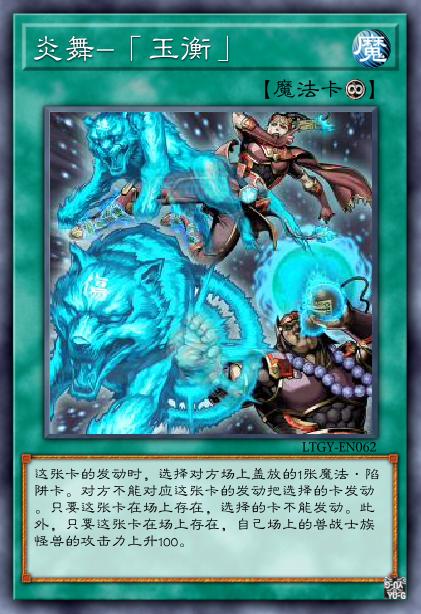 炎舞-「玉衡」
魔
【魔法卡♾】
LTGY-EN062
这张卡的发动时，选择对方场上盖放的1张魔法·陷
阱卡。对方不能对应这张卡的发动把选择的卡发动
。只要这张卡在场上存在，选择的卡不能发动。此
外，只要这张卡在场上存在，自己场上的兽战士族
怪兽的攻击力上升100。